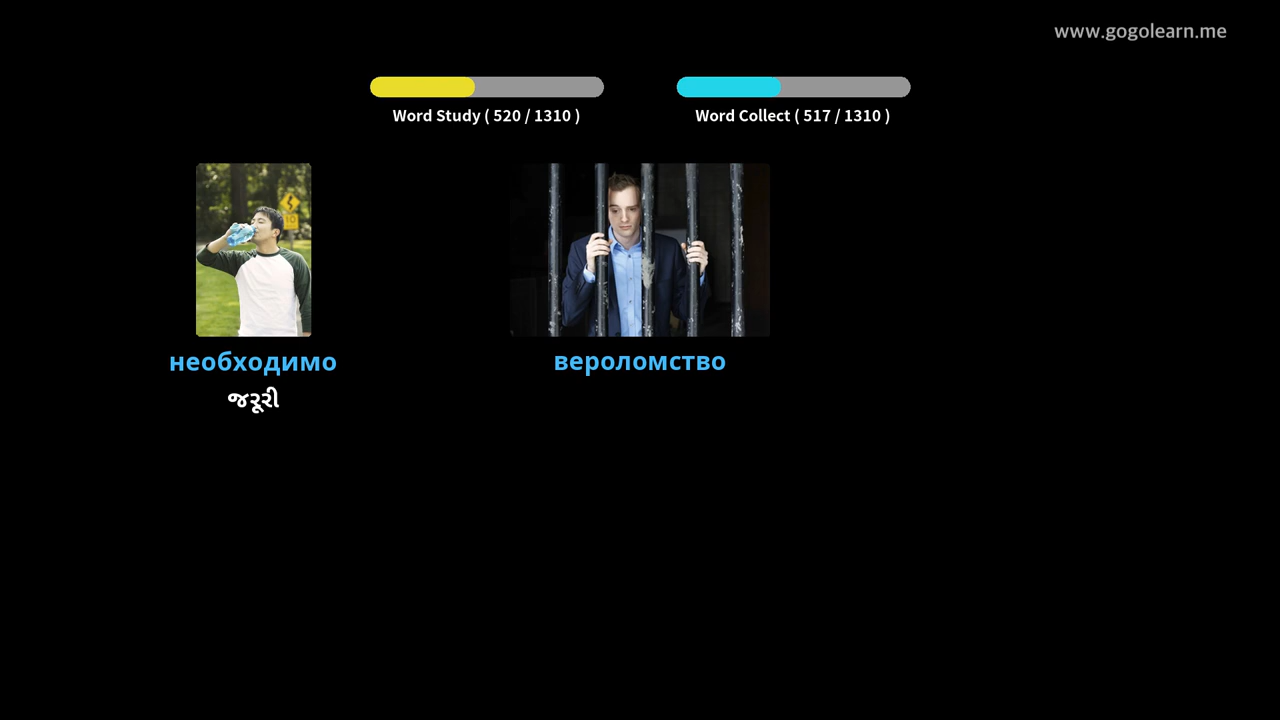 www.gogolearn.me
Word Study ( 520 / 1310 )
Word Collect ( 517 / 1310 )
необходимо
જરૂરી
вероломство